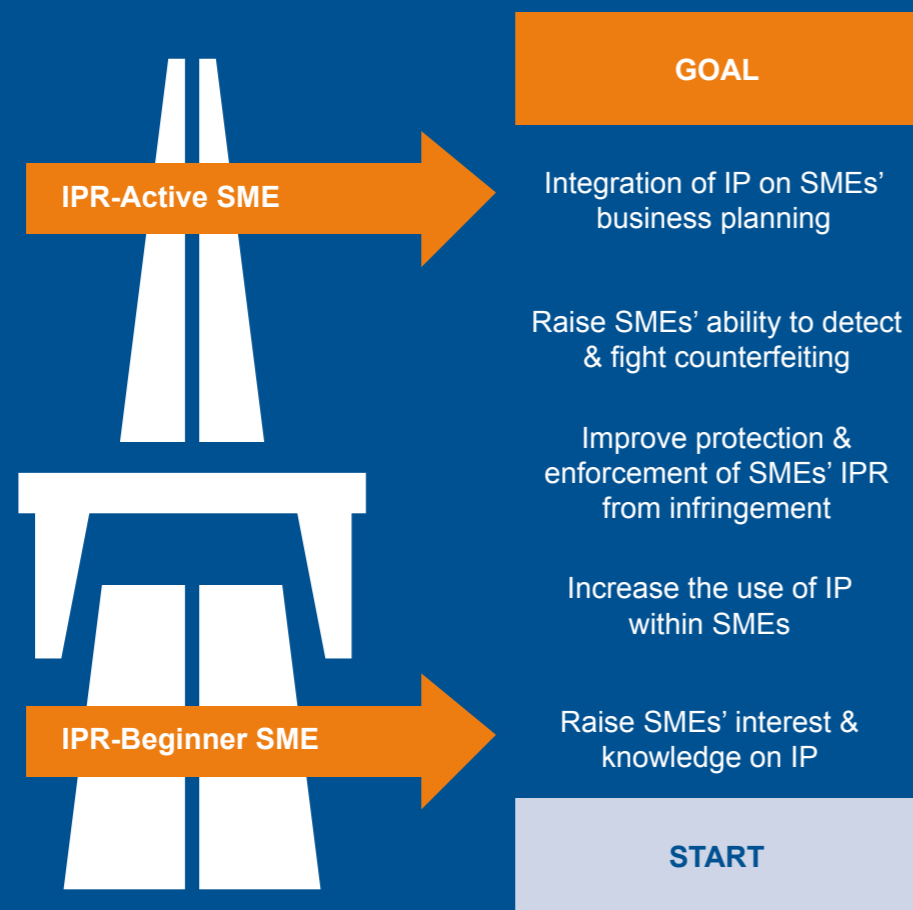 GOAL
IPR-Active SME
Integration of IP on SMEs’
business planning
Raise SMEs’ ability to detect
& fight counterfeiting
Improve protection &
enforcement of SMEs’ IPR
from infringement
Increase the use of IP
within SMEs
IPR-Beginner SME
Raise SMEs’ interest &
knowledge on IP
START